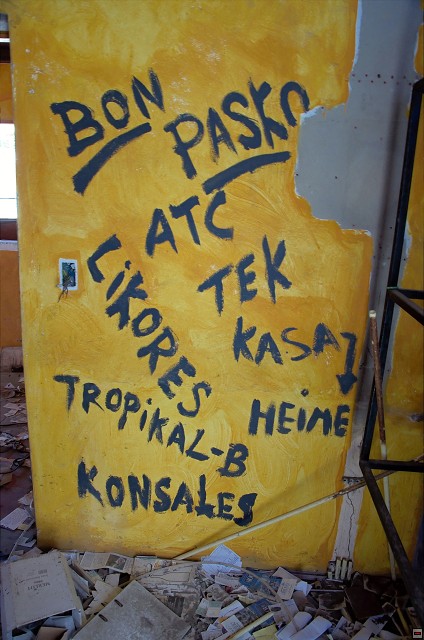 BON
PASKO
ATC
LiKORES
TEK
KASA
TROPiKAL-B
HEiME
KONSALES